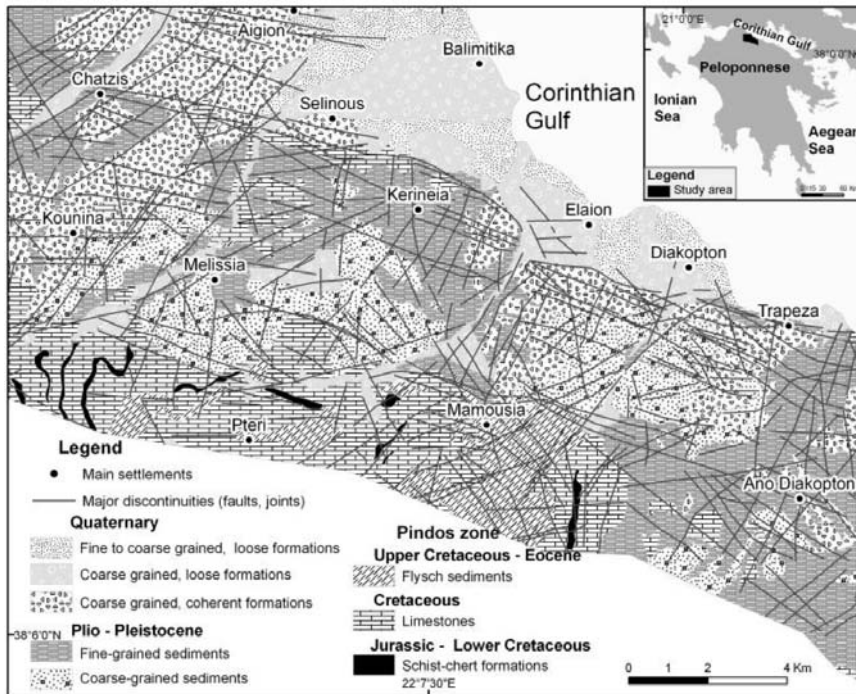 Aigion
Balimitika
Chatzis
Selinous
Corinthian
Gulf
Kerineia
Kounina
Elaion
Melissia
Diakopton
Trapeza
Pteri
Mamousia
Ano Diakopton
21°0'0"E
Corithian Gulf
38°0'0"N
Peloponnese
Ionian
Sea
Aegean
Sea
Legend
Study area
Legend
Main settlements
Major discontinuities (faults, joints)
Quaternary
Fine to coarse grained, loose formations
Coarse grained, loose formations
Coarse grained, coherent formations
Plio - Pleistocene
Fine-grained sediments
Coarse-grained sediments
Pindos zone
Upper Cretaceous - Eocene
Flysch sediments
Cretaceous
Limestones
Jurassic - Lower Cretaceous
Schist-chert formations
38°6'0"N
22°7'30"E
0 1 2 4 Km